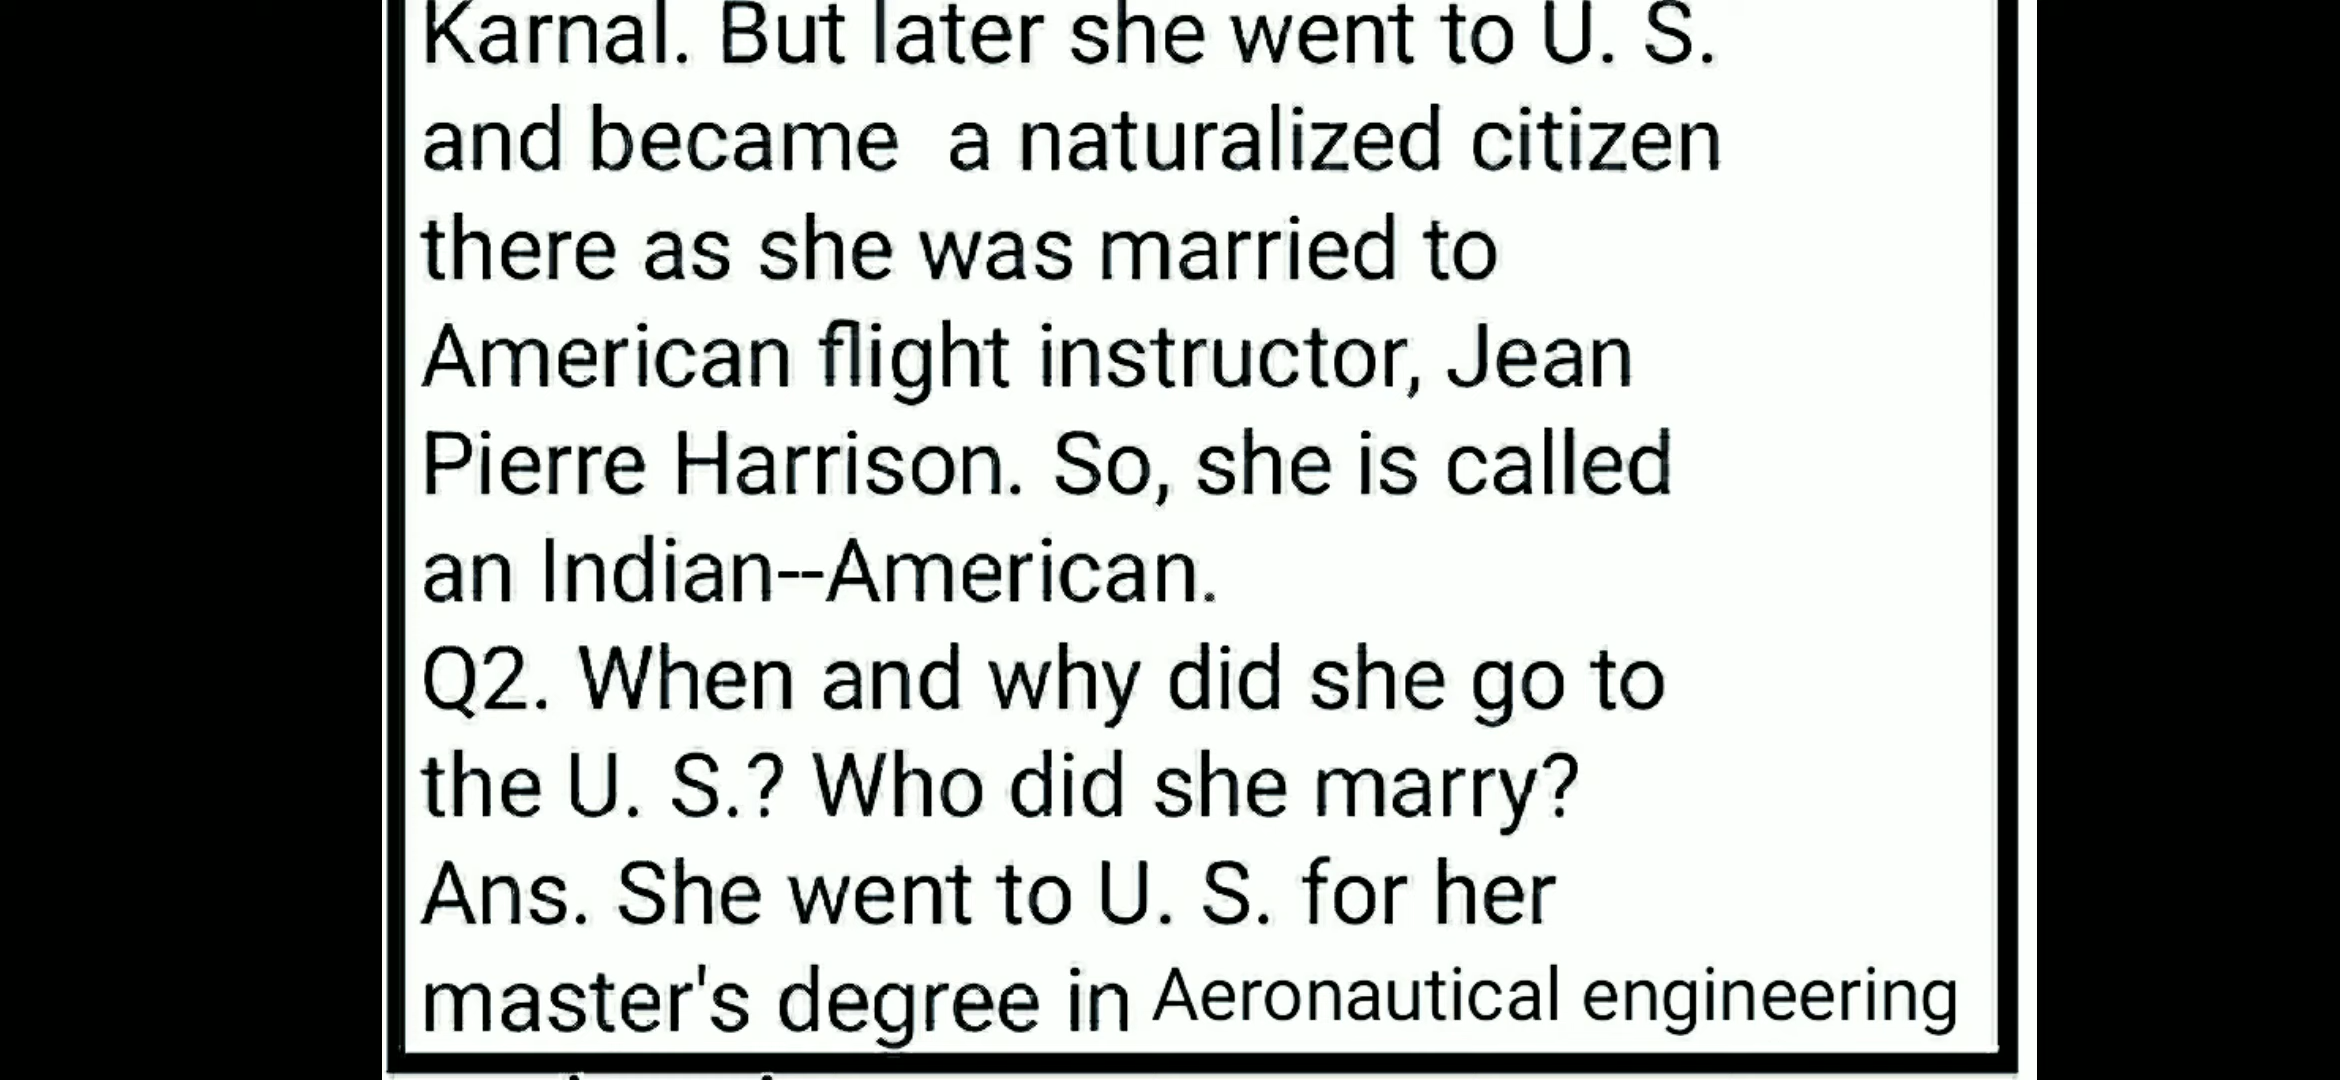 Karnal. But later she went to U. S.
and became  a naturalized citizen
there as she was married to
American flight instructor, Jean
Pierre Harrison. So, she is called
an Indian--American.
Q2. When and why did she go to
the U. S.? Who did she marry?
Ans. She went to U. S. for her
master's degree in Aeronautical engineering